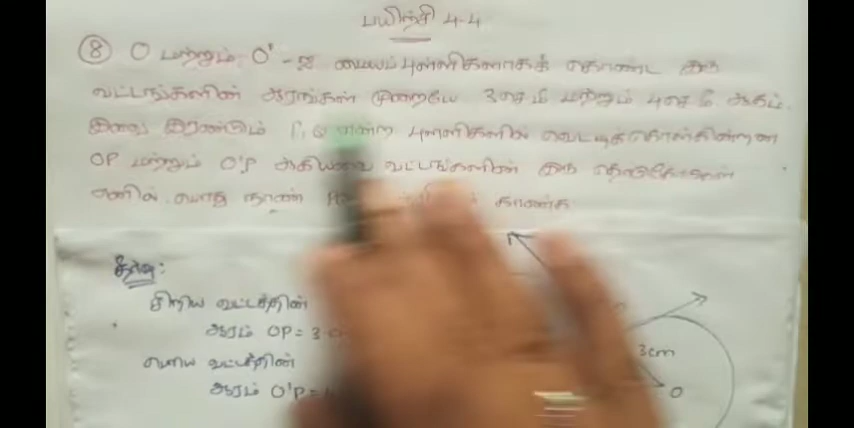 பயிற்சி 4.4
⑧ O மற்றும் O' -ஐ மையப்புள்ளிகளாகக் கொண்ட இரு
வட்டங்களின் ஆரங்கள் முறையே 3செ.மீ மற்றும் 4செ.மீ ஆகும்.
இவை இரண்டும் P, Q என்ற புள்ளிகளில் வெட்டிக்கொள்கின்றன
OP மற்றும் O'P ஆகியவை வட்டங்களின் இரு தொடுகோடுகள்
எனில் பொது நாண் காண்க
தீர்வு:
சிறிய வட்டத்தின்
ஆரம் OP = 3
பெரிய வட்டத்தின்
ஆரம் O'P =
3cm
O